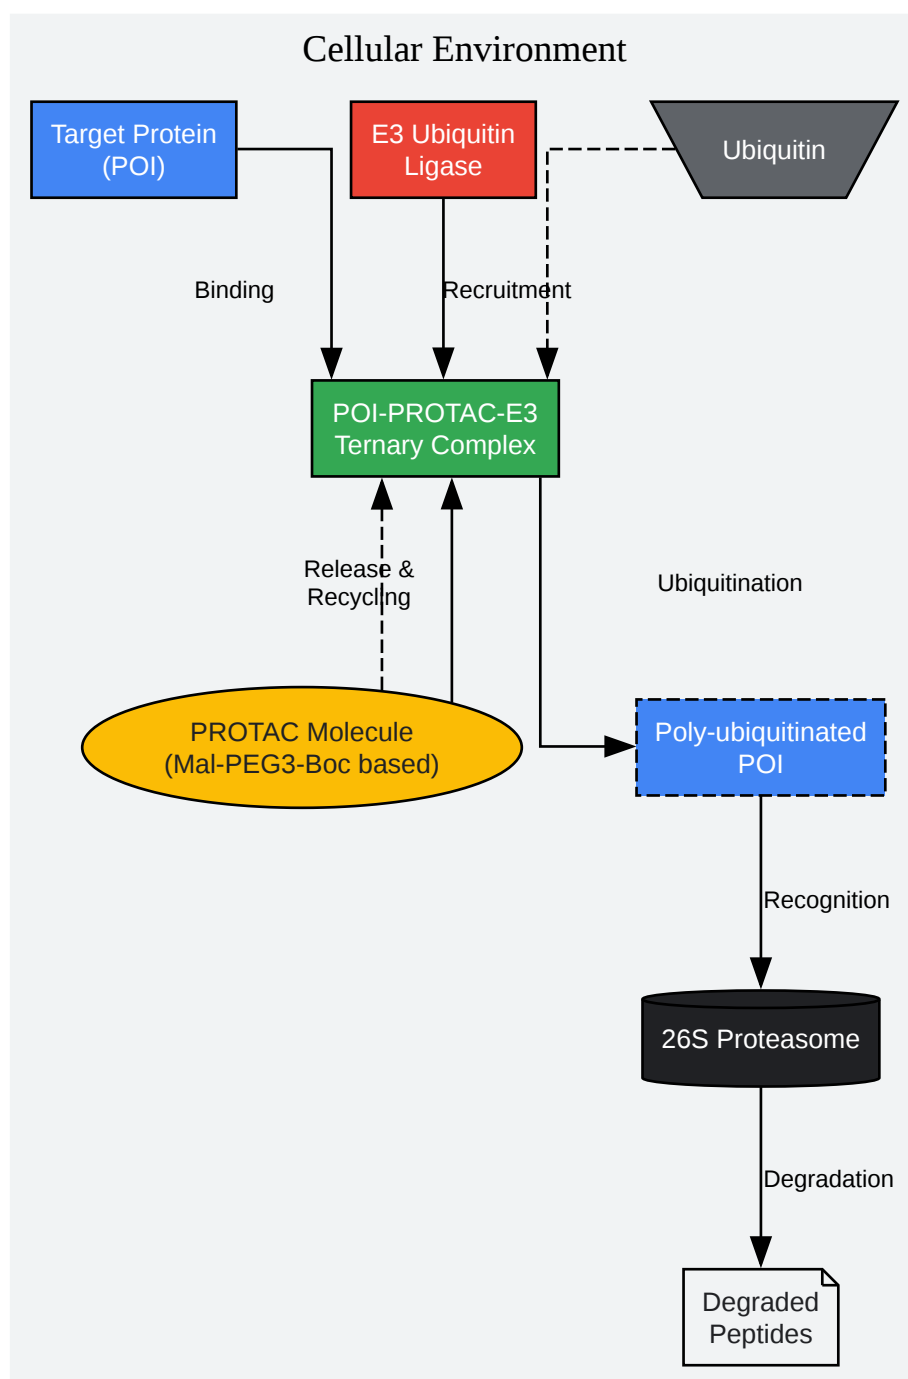 Cellular Environment
Target Protein
(POI)
E3 Ubiquitin
Ligase
Ubiquitin
Binding
Recruitment
POI-PROTAC-E3
Ternary Complex
Release &
Recycling
Ubiquitination
PROTAC Molecule
(Mal-PEG3-Boc based)
Poly-ubiquitinated
POI
Recognition
26S Proteasome
Degradation
Degraded
Peptides